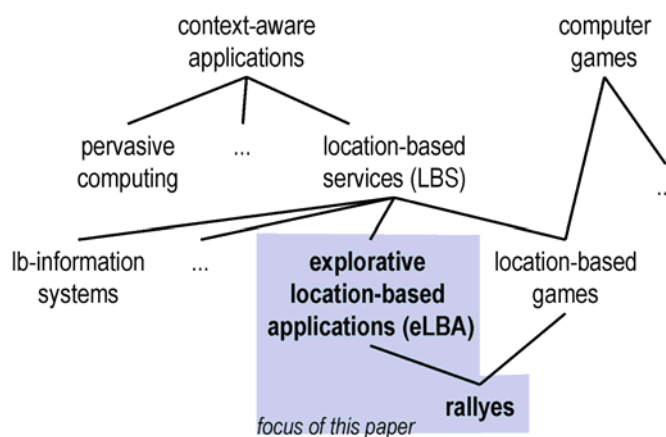 context-aware
applications
computer
games
pervasive
computing
...
location-based
services (LBS)
...
lb-information
systems
...
explorative
location-based
applications (eLBA)
location-based
games
rallyes
focus of this paper